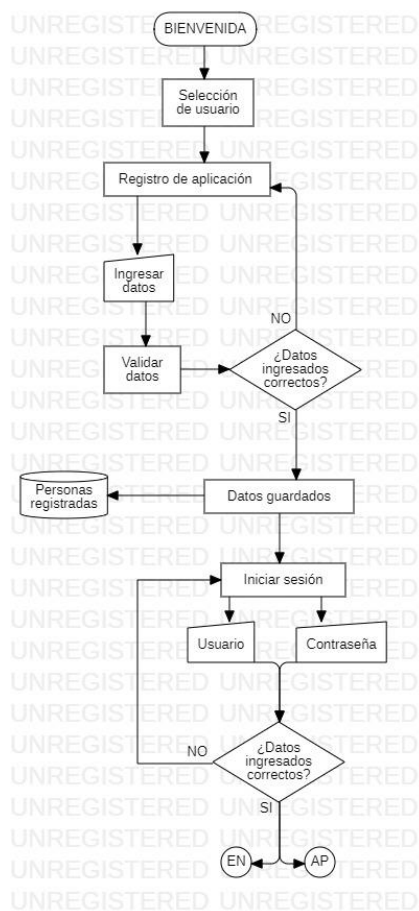 BIENVENIDA
Selección
de usuario
Registro de aplicación
Ingresar
datos
NO
Validar
datos
¿Datos
ingresados
correctos?
SI
Personas
registradas
Datos guardados
Iniciar sesión
Usuario
Contraseña
NO
¿Datos
ingresados
correctos?
SI
EN
AP
UNREGISTERED